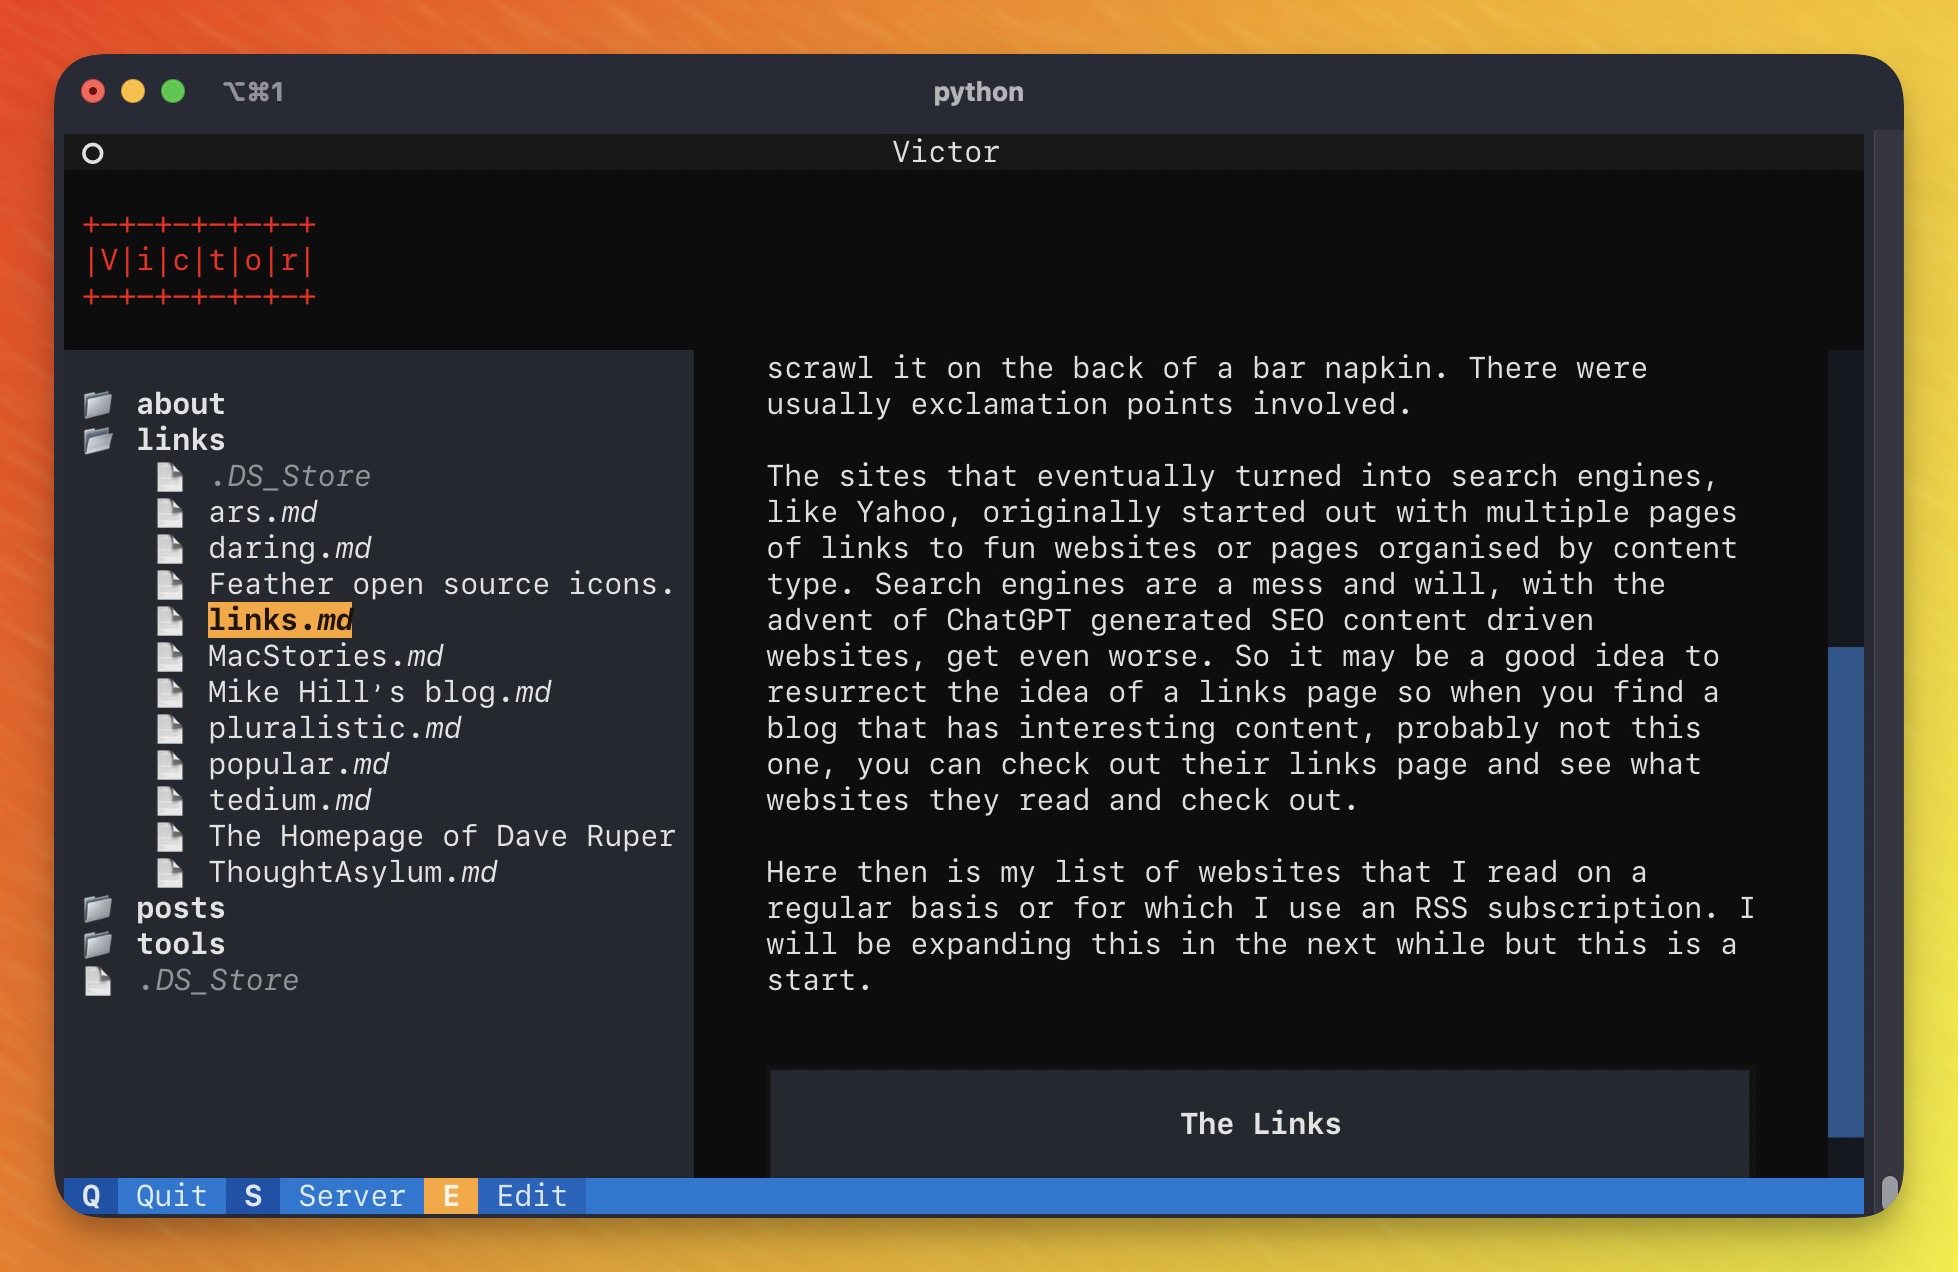 ⌥⌘1
python
Victor
+-+-+-+-+-+-+
|V|i|c|t|o|r|
+-+-+-+-+-+-+
about
links
.DS_Store
ars.md
daring.md
Feather open source icons.
links.md
MacStories.md
Mike Hill's blog.md
pluralistic.md
popular.md
tedium.md
The Homepage of Dave Ruper
ThoughtAsylum.md
posts
tools
.DS_Store
scrawl it on the back of a bar napkin. There were
usually exclamation points involved.
The sites that eventually turned into search engines,
like Yahoo, originally started out with multiple pages
of links to fun websites or pages organised by content
type. Search engines are a mess and will, with the
advent of ChatGPT generated SEO content driven
websites, get even worse. So it may be a good idea to
resurrect the idea of a links page so when you find a
blog that has interesting content, probably not this
one, you can check out their links page and see what
websites they read and check out.
Here then is my list of websites that I read on a
regular basis or for which I use an RSS subscription. I
will be expanding this in the next while but this is a
start.
The Links
Q Quit S Server E Edit